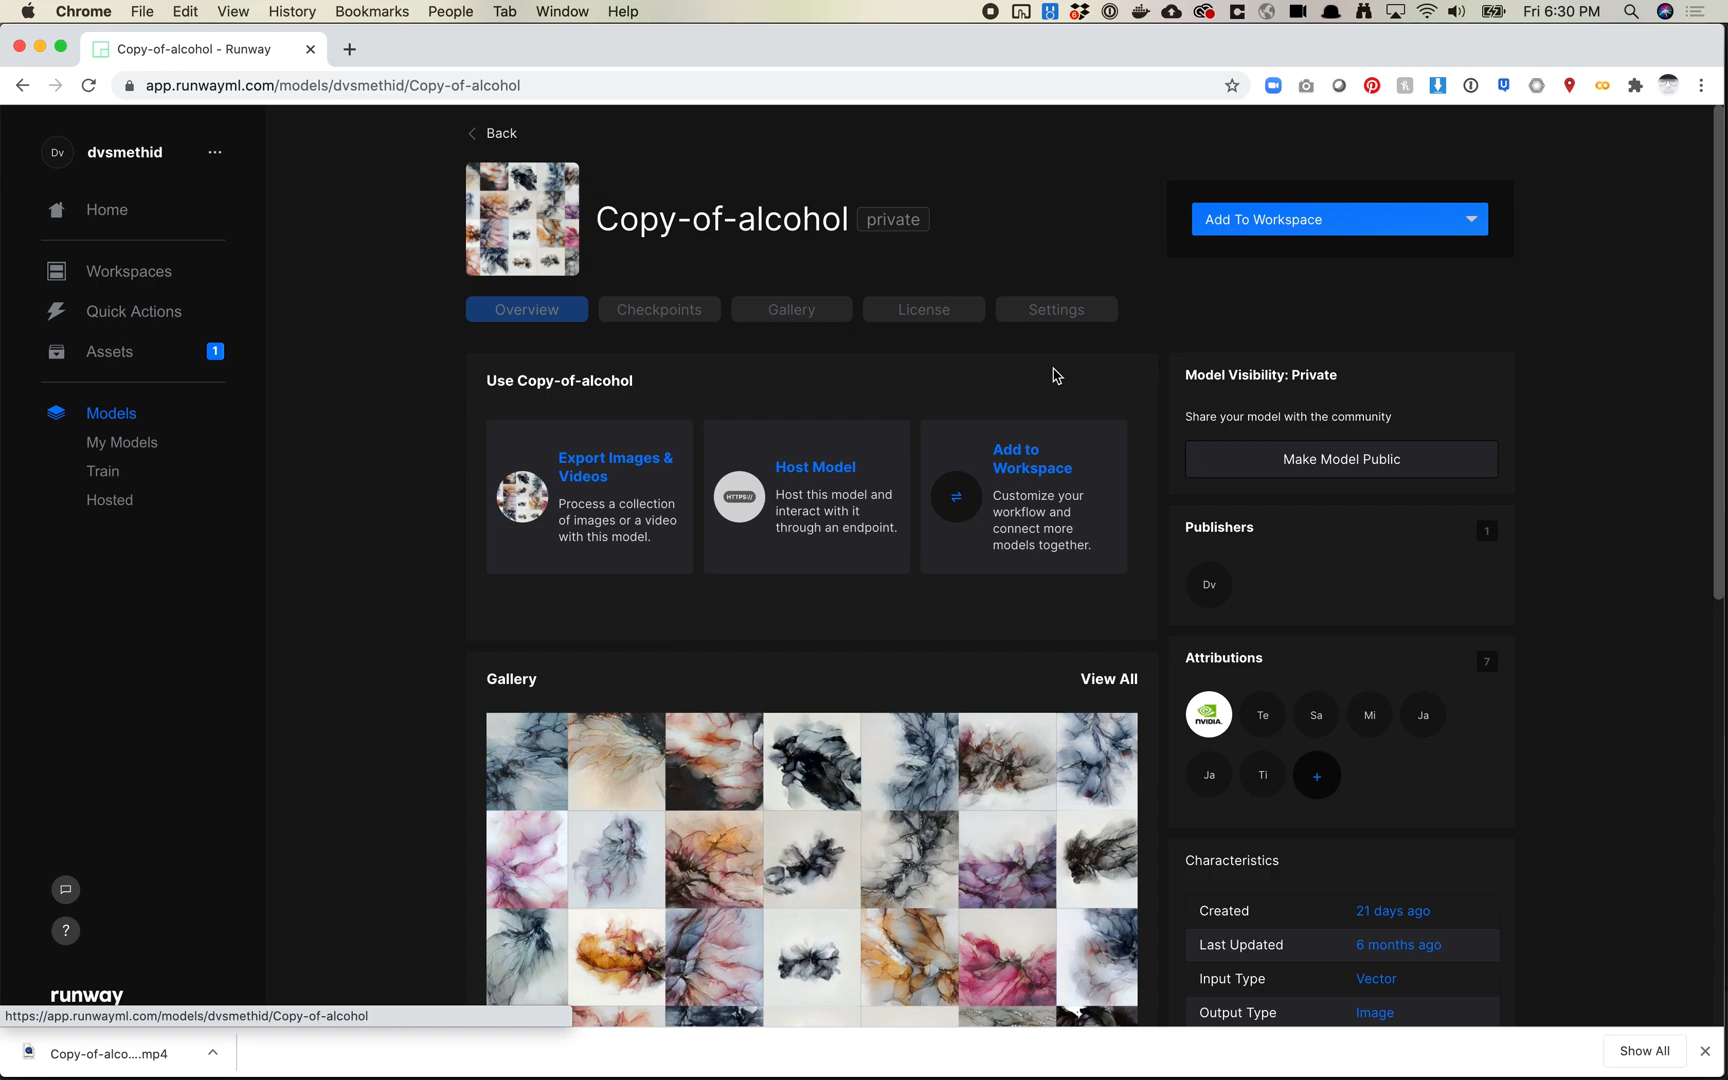 Chrome File Edit View History Bookmarks People Tab Window Help Fri 6:30 PM
Copy-of-alcohol - Runway
app.runwayml.com/models/dvsmethid/Copy-of-alcohol
Dv dvsmethid
Home
Workspaces
Quick Actions
Assets 1
Models
My Models
Train
Hosted
runway
Back
Copy-of-alcohol private
Add To Workspace
Overview Checkpoints Gallery License Settings
Use Copy-of-alcohol
Export Images &
Videos
Process a collection
of images or a video
with this model.
HTTPS://
Host Model
Host this model and
interact with it
through an endpoint.
Add to
Workspace
Customize your
workflow and
connect more
models together.
Gallery View All
Model Visibility: Private
Share your model with the community
Make Model Public
Publishers 1
Dv
Attributions 7
NVIDIA Te Sa Mi Ja
Ja Ti +
Characteristics
Created 21 days ago
Last Updated 6 months ago
Input Type Vector
Output Type Image
https://app.runwayml.com/models/dvsmethid/Copy-of-alcohol
Copy-of-alco....mp4 Show All